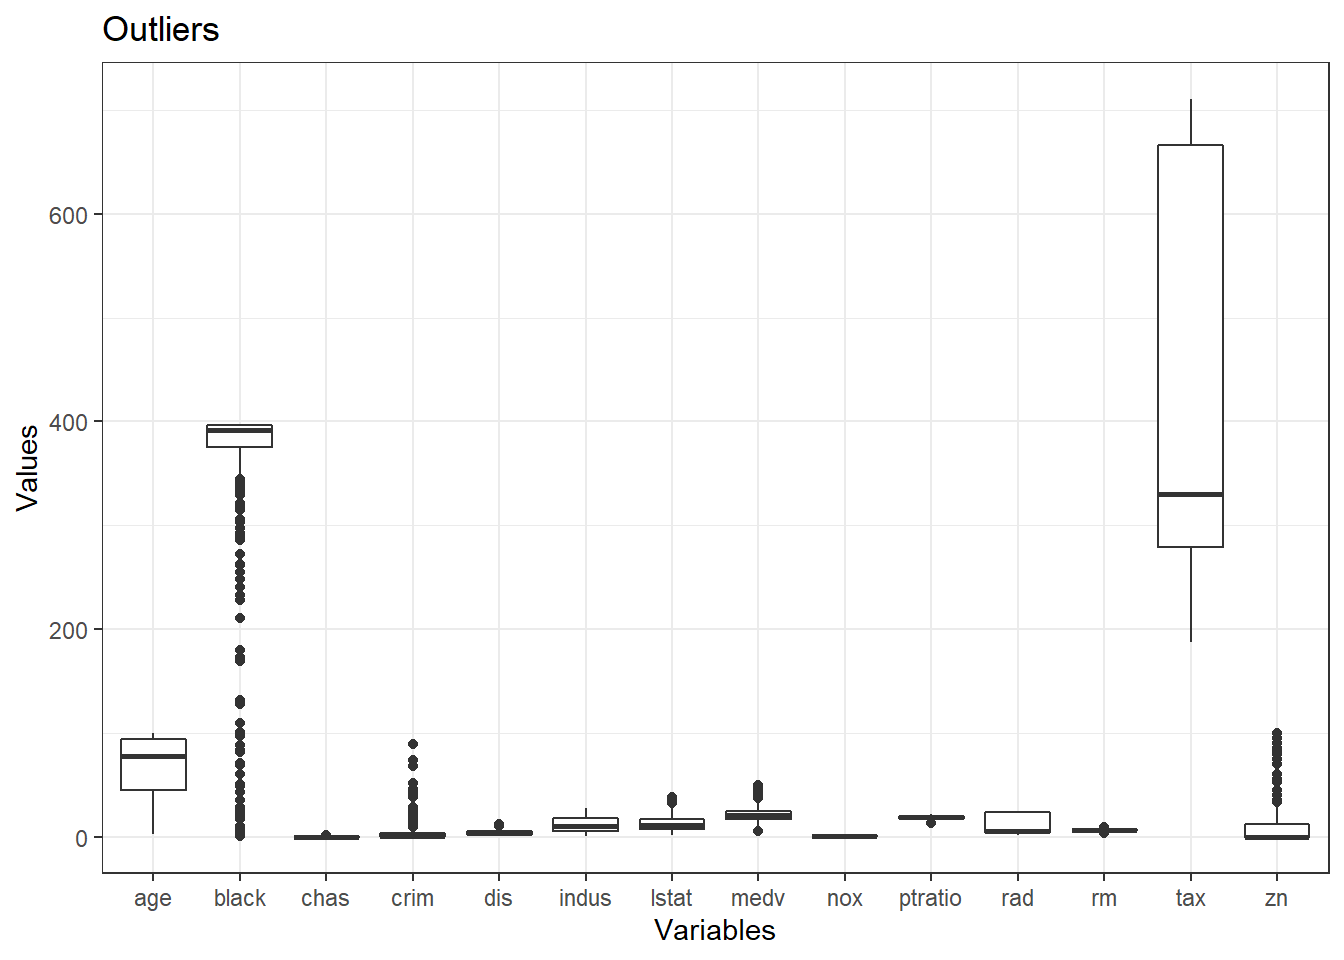 Outliers
Values
600
400
200
0
age black chas crim dis indus lstat medv nox ptratio rad rm tax zn
Variables